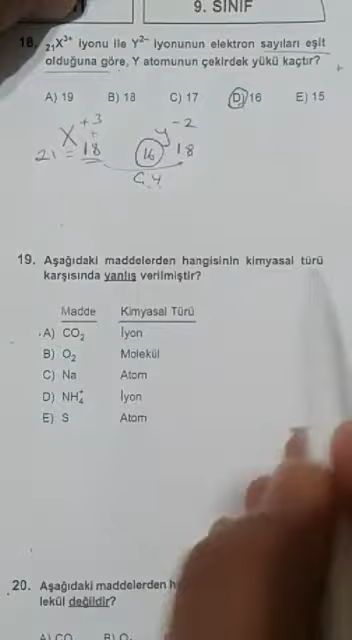 9. SINIF
18. ₂₁X³⁺ iyonu ile Y²⁻ iyonunun elektron sayıları eşit
olduğuna göre, Y atomunun çekirdek yükü kaçtır?
A) 19 B) 18 C) 17 D) 16 E) 15
X +3
y -2
21 = 18
16 18
Ç.Y
19. Aşağıdaki maddelerden hangisinin kimyasal türü
karşısında yanlış verilmiştir?
Madde Kimyasal Türü
A) CO₂ İyon
B) O₂ Molekül
C) Na Atom
D) NH₄⁺ İyon
E) S Atom
20. Aşağıdaki maddelerden
lekül değildir?
A) CO B) O